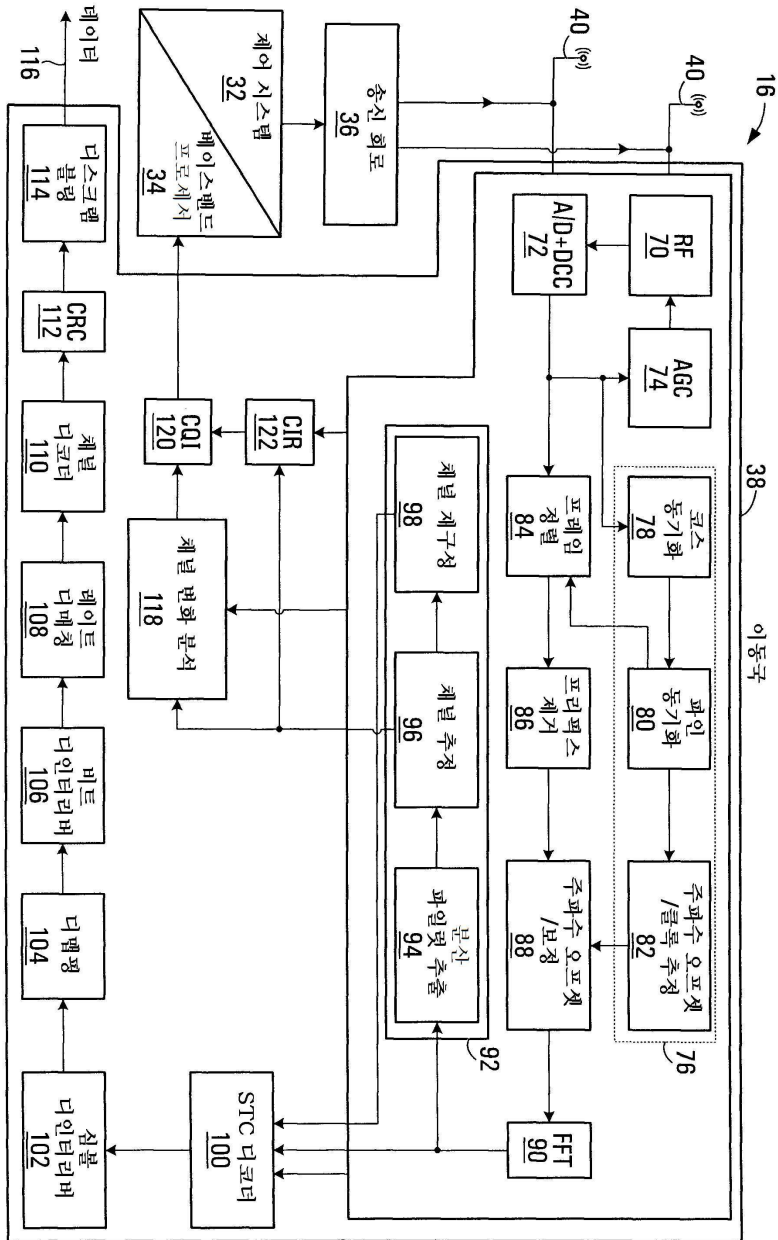 16
38
이동국
40
40
RF
70
AGC
74
A/D+DCC
72
코스
동기화
78
파인
동기화
80
주파수 오프셋
/클록 추정
82
76
프레임
정렬
84
프리픽스
제거
86
주파수 오프셋
/보정
88
FFT
90
92
채널 재구성
98
채널 추정
96
분산
파일럿 추출
94
송신 회로
36
제어 시스템
32
베이스밴드
프로세서
34
CIR
122
CQI
120
채널 변화 분석
118
STC 디코더
100
데이터
116
디스크램
블링
114
CRC
112
채널
디코더
110
레이트
디매칭
108
비트
디인터리버
106
디맵핑
104
심볼
디인터리버
102